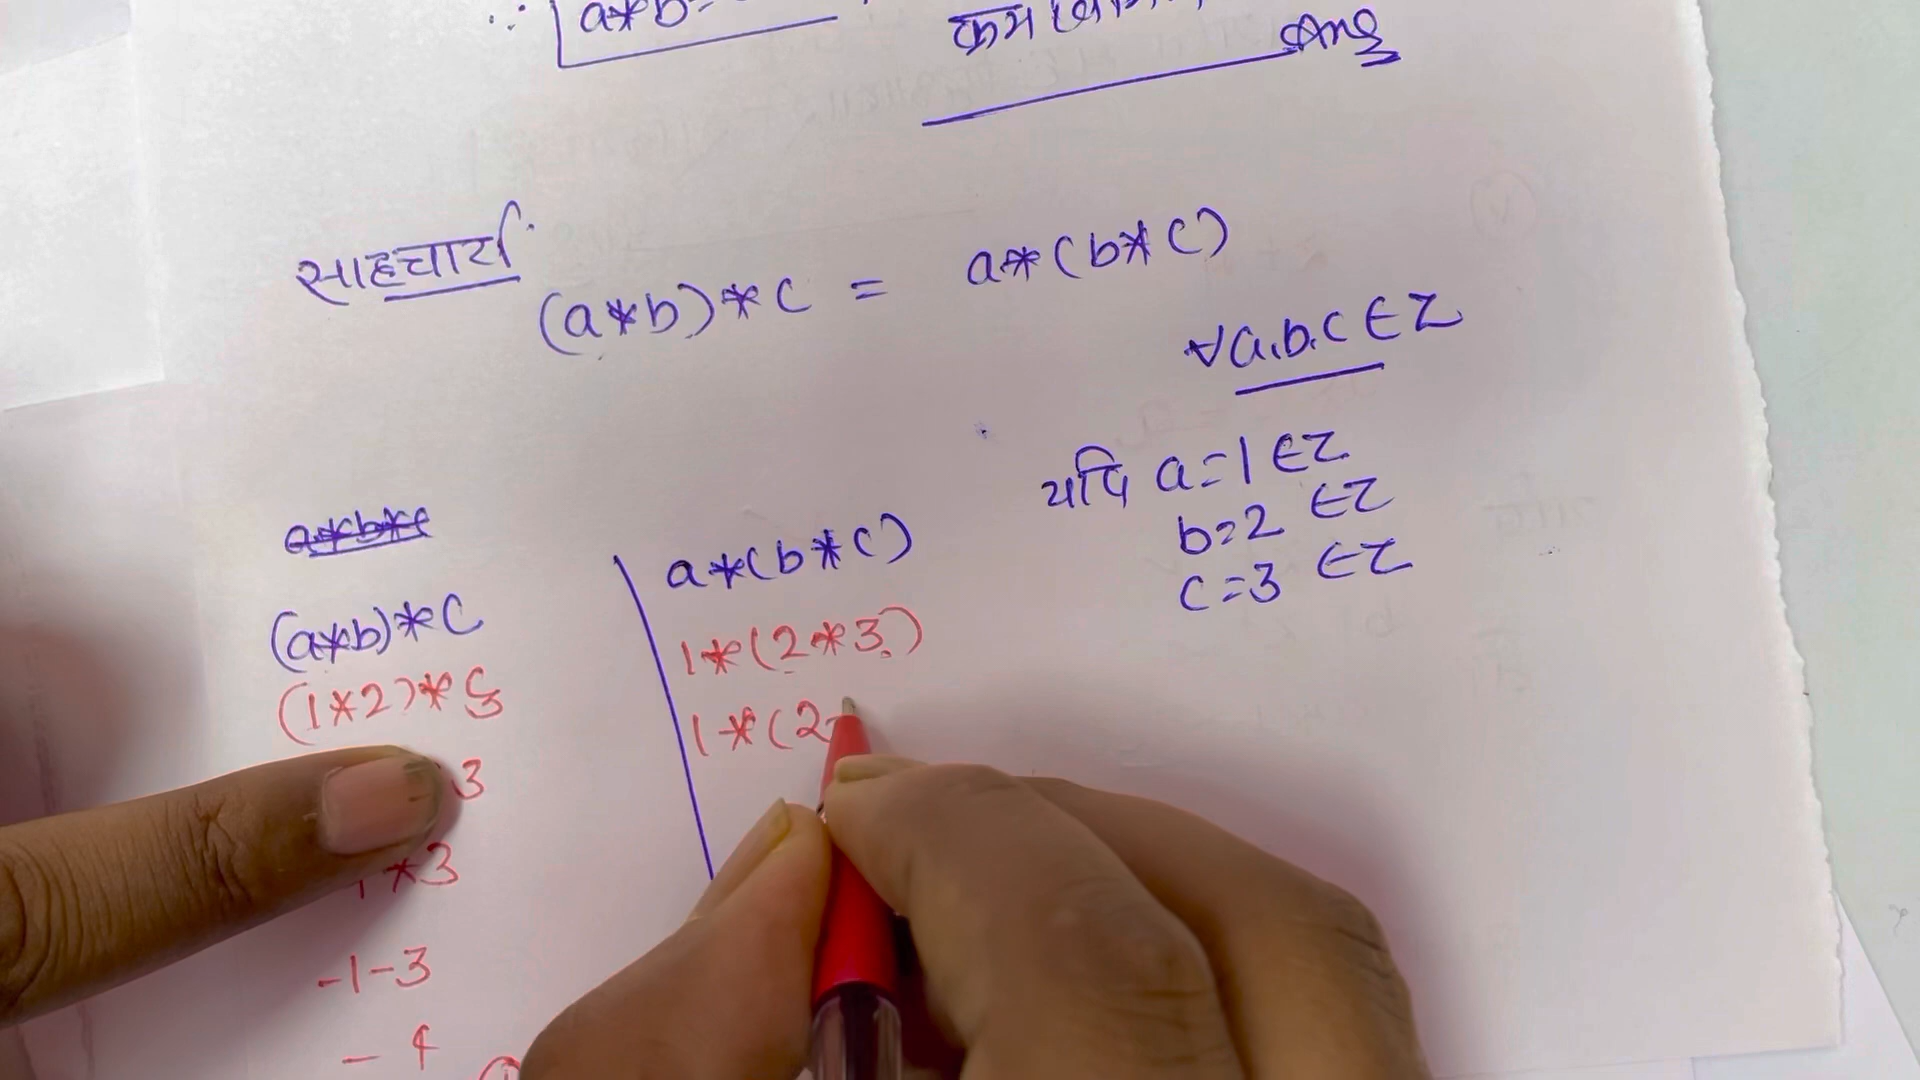 ∵ a*b=
साहचार्य
(a*b)*c = a*(b*c)
∀a,b,c∈Z
यदि a=1 ∈Z
b=2 ∈Z
c=3 ∈Z
(a*b)*c
(1*2)*3
3
*3
-1-3
-4
a*(b*c)
1*(2*3)
1*(2-